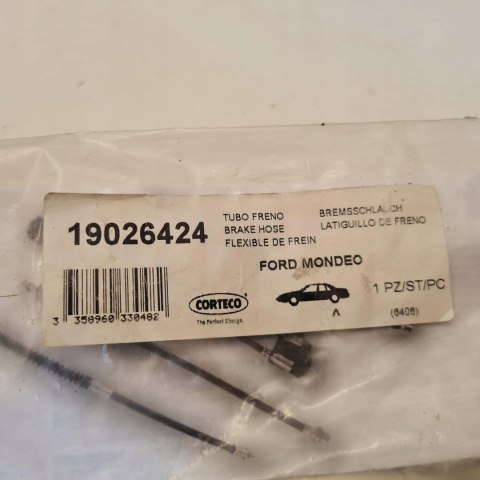 19026424
TUBO FRENO
BRAKE HOSE
FLEXIBLE DE FREIN
BREMSSCHLAUCH
LATIGUILLO DE FRENO
FORD MONDEO
3 358960 330482
CORTECO
The Perfect Change.
1 PZ/ST/PC
A
(6406)